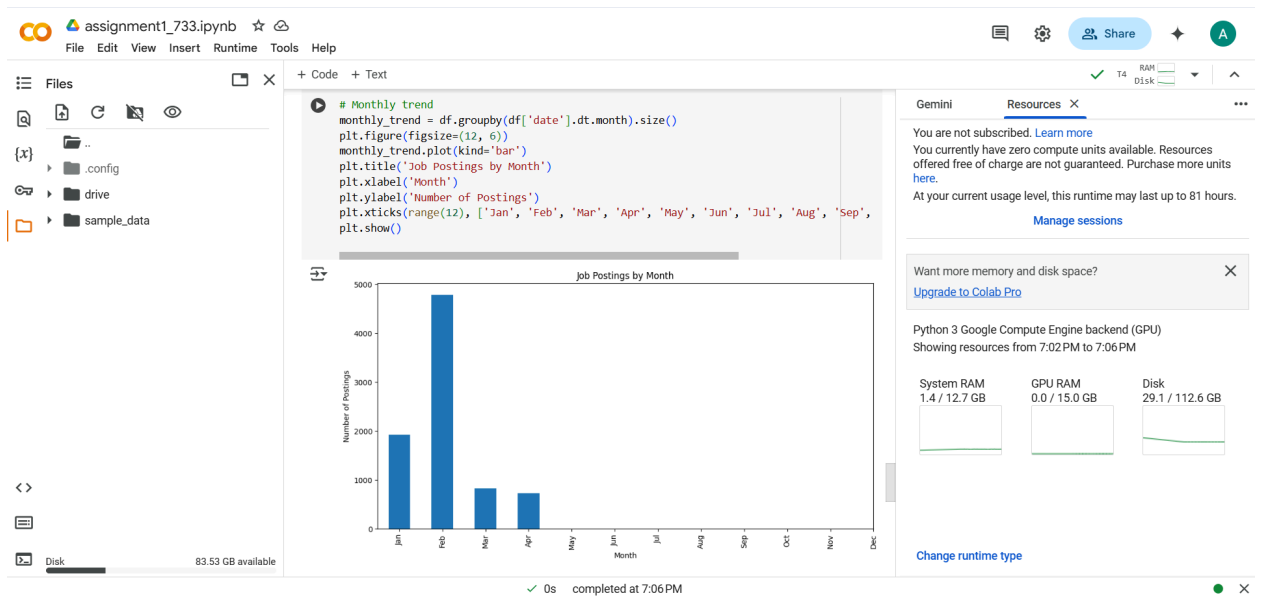 assignment1_733.ipynb
File Edit View Insert Runtime Tools Help
Share
A
Files
+ Code + Text
RAM
T4
Disk
..
.config
drive
sample_data
{x}
# Monthly trend
monthly_trend = df.groupby(df['date'].dt.month).size()
plt.figure(figsize=(12, 6))
monthly_trend.plot(kind='bar')
plt.title('Job Postings by Month')
plt.xlabel('Month')
plt.ylabel('Number of Postings')
plt.xticks(range(12), ['Jan', 'Feb', 'Mar', 'Apr', 'May', 'Jun', 'Jul', 'Aug', 'Sep',
plt.show()
Job Postings by Month
5000
4000
3000
2000
1000
0
Number of Postings
Jan Feb Mar Apr May Jun Jul Aug Sep Oct Nov Dec
Month
Gemini Resources
You are not subscribed. Learn more
You currently have zero compute units available. Resources
offered free of charge are not guaranteed. Purchase more units
here.
At your current usage level, this runtime may last up to 81 hours.
Manage sessions
Want more memory and disk space?
Upgrade to Colab Pro
Python 3 Google Compute Engine backend (GPU)
Showing resources from 7:02 PM to 7:06 PM
System RAM
1.4 / 12.7 GB
GPU RAM
0.0 / 15.0 GB
Disk
29.1 / 112.6 GB
Change runtime type
Disk 83.53 GB available
0s completed at 7:06 PM